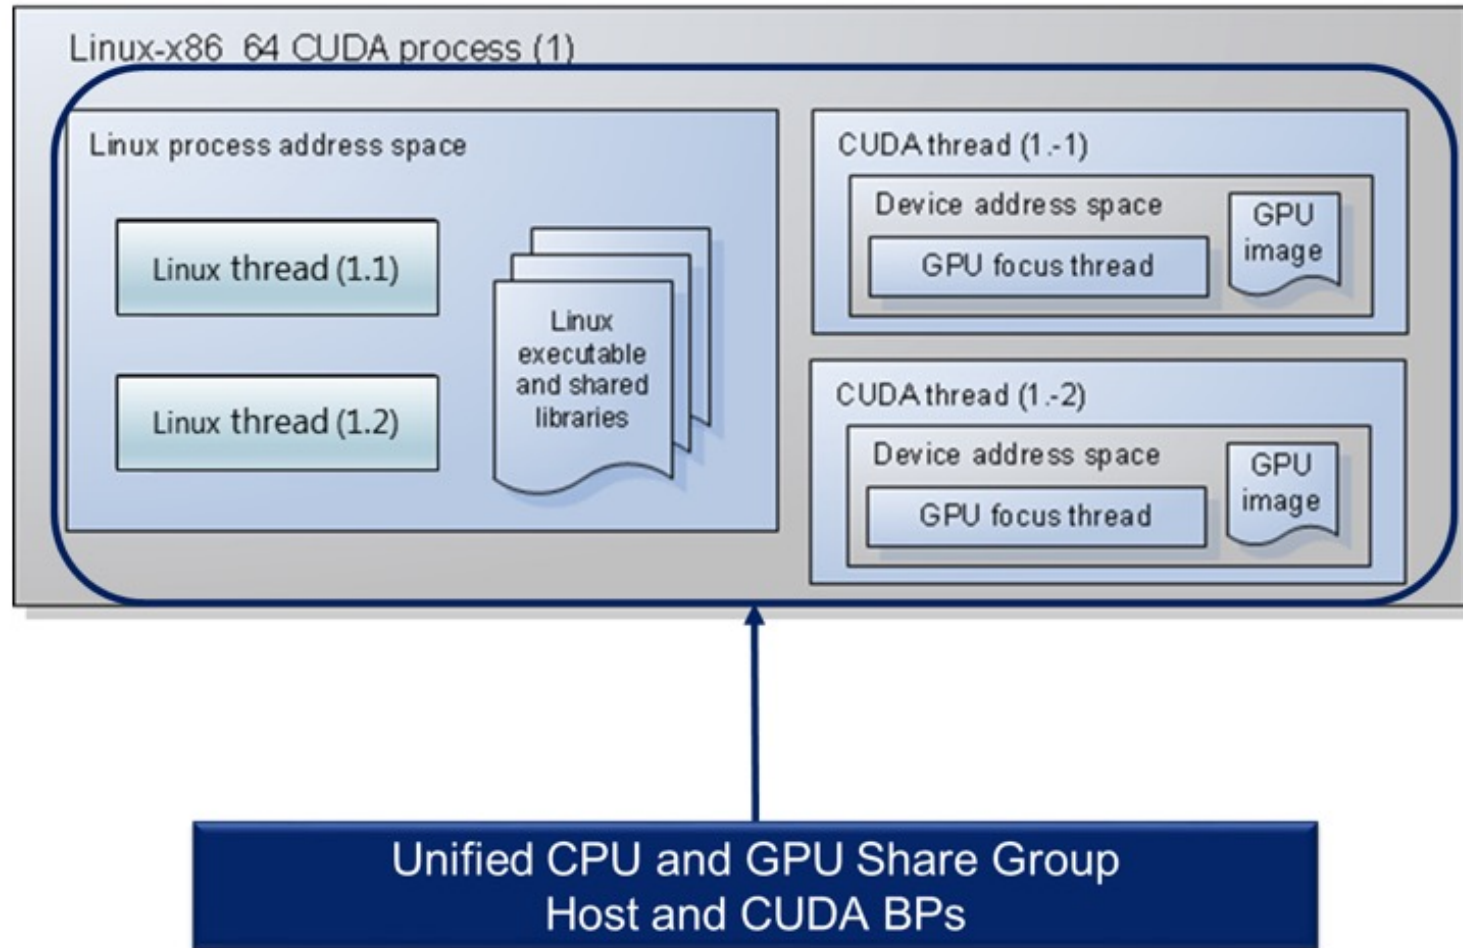 Linux-x86_64 CUDA process (1)
Linux process address space
Linux thread (1.1)
Linux thread (1.2)
Linux
executable
and shared
libraries
CUDA thread (1.-1)
Device address space
GPU focus thread
GPU
image
CUDA thread (1.-2)
Device address space
GPU focus thread
GPU
image
Unified CPU and GPU Share Group
Host and CUDA BPs